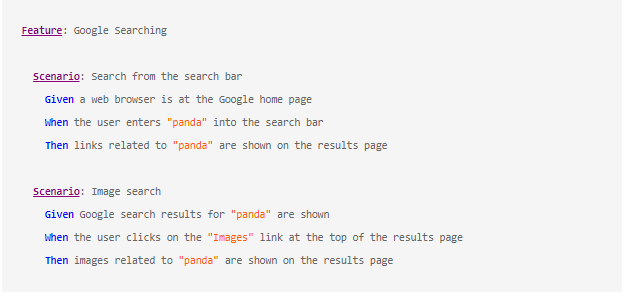 Feature: Google Searching
Scenario: Search from the search bar
Given a web browser is at the Google home page
When the user enters "panda" into the search bar
Then links related to "panda" are shown on the results page
Scenario: Image search
Given Google search results for "panda" are shown
When the user clicks on the "Images" link at the top of the results page
Then images related to "panda" are shown on the results page